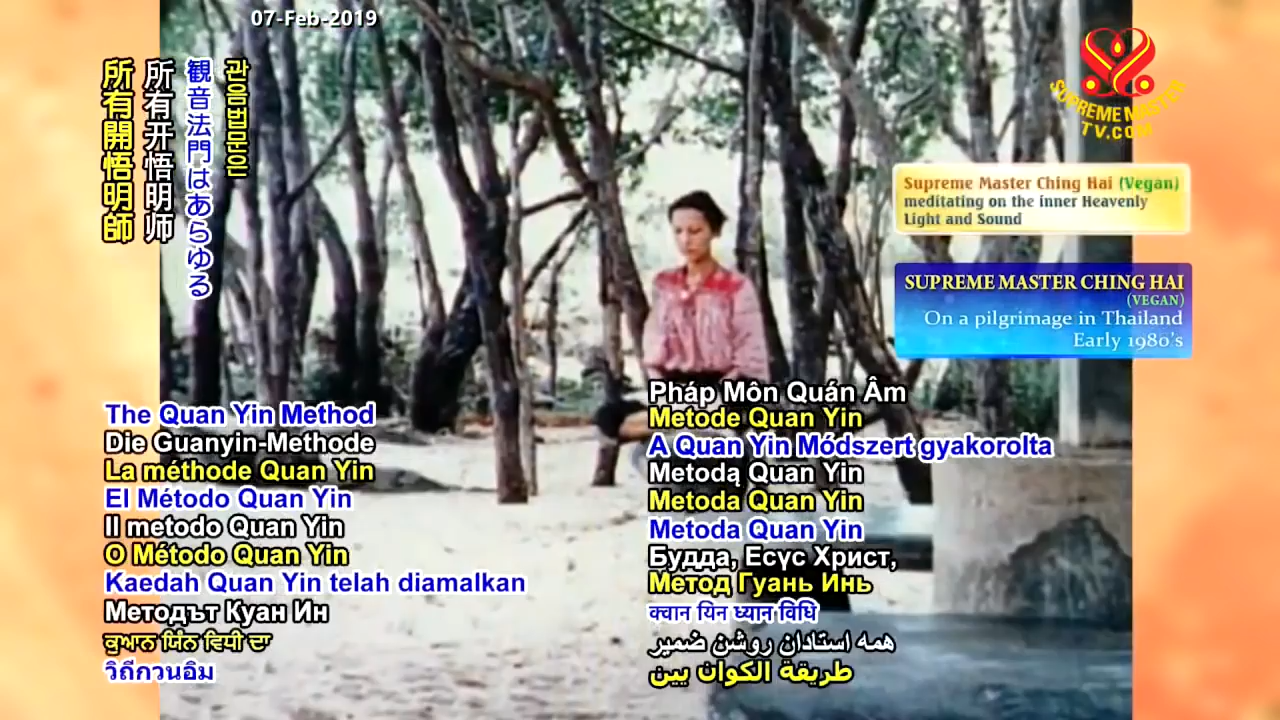 07-Feb-2019
所有開悟明師
所有开悟明师
観音法門はあらゆる
관음법문은
SUPREME MASTER
TV.COM
Supreme Master Ching Hai (Vegan)
meditating on the inner Heavenly
Light and Sound
SUPREME MASTER CHING HAI
(VEGAN)
On a pilgrimage in Thailand
Early 1980's
The Quan Yin Method
Die Guanyin-Methode
La méthode Quan Yin
El Método Quan Yin
Il metodo Quan Yin
O Método Quan Yin
Kaedah Quan Yin telah diamalkan
Методът Куан Ин
ਕੁਆਨ ਯਿੰਨ ਵਿਧੀ ਦਾ
วิถีกวนอิม
Pháp Môn Quán Âm
Metode Quan Yin
A Quan Yin Módszert gyakorolta
Metodą Quan Yin
Metoda Quan Yin
Metoda Quan Yin
Будда, Есүс Христ,
Метод Гуань Инь
क्वान यिन ध्यान विधि
همه استادان روشن ضمیر
طريقة الكوان يين